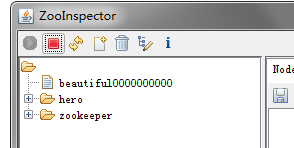 ZooInspector
Node
beautiful0000000000
hero
zookeeper